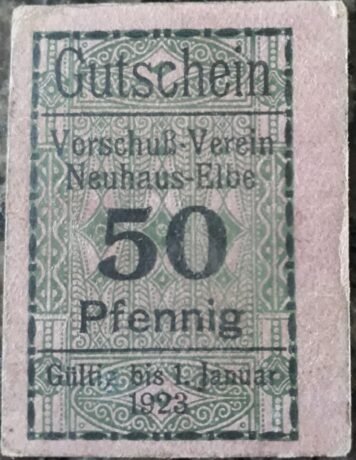 Gutschein
Vorschuß-Verein
Neuhaus-Elbe
50
Pfennig
Gültig bis 1. Januar
1923